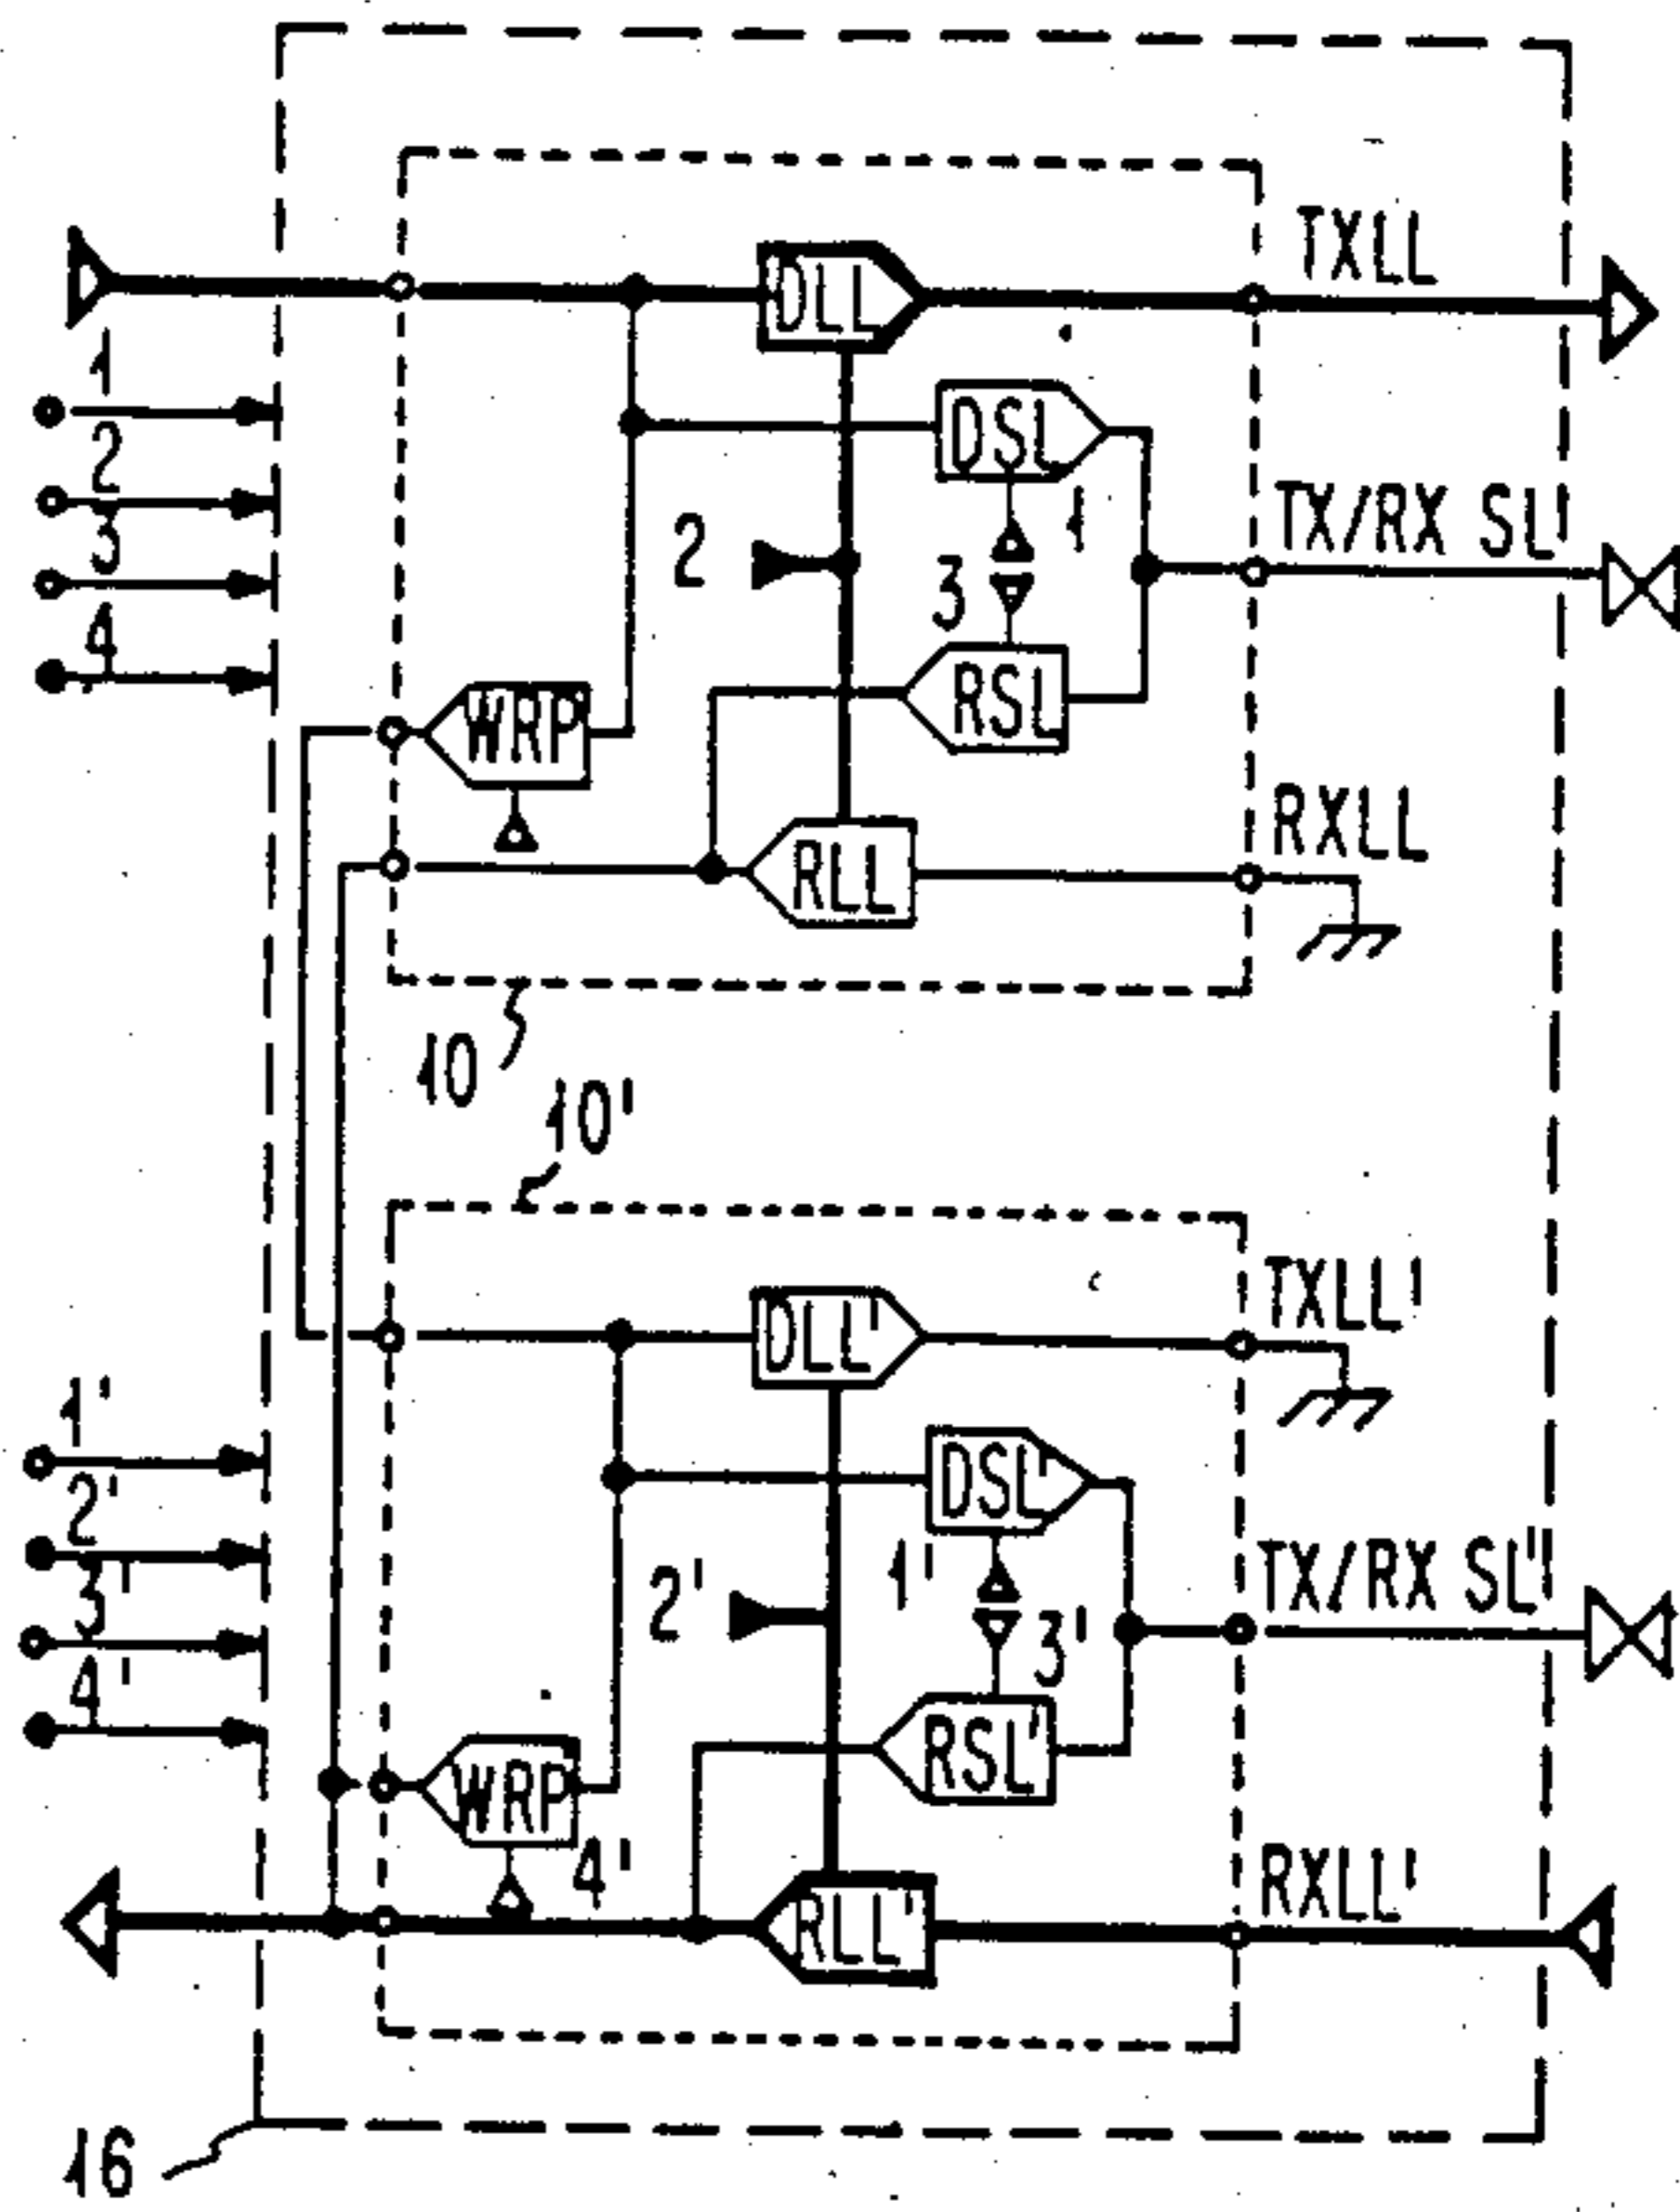 TXLL
DLL
1
DSL
2
TX/RX SL
2
1
3
3
4
RSL
WRP
RXLL
RLL
10
10'
TXLL'
DLL'
1'
DSL'
2'
TX/RX SL'
1'
2'
3'
3'
4'
RSL'
WRP
4'
RXLL'
RLL'
16